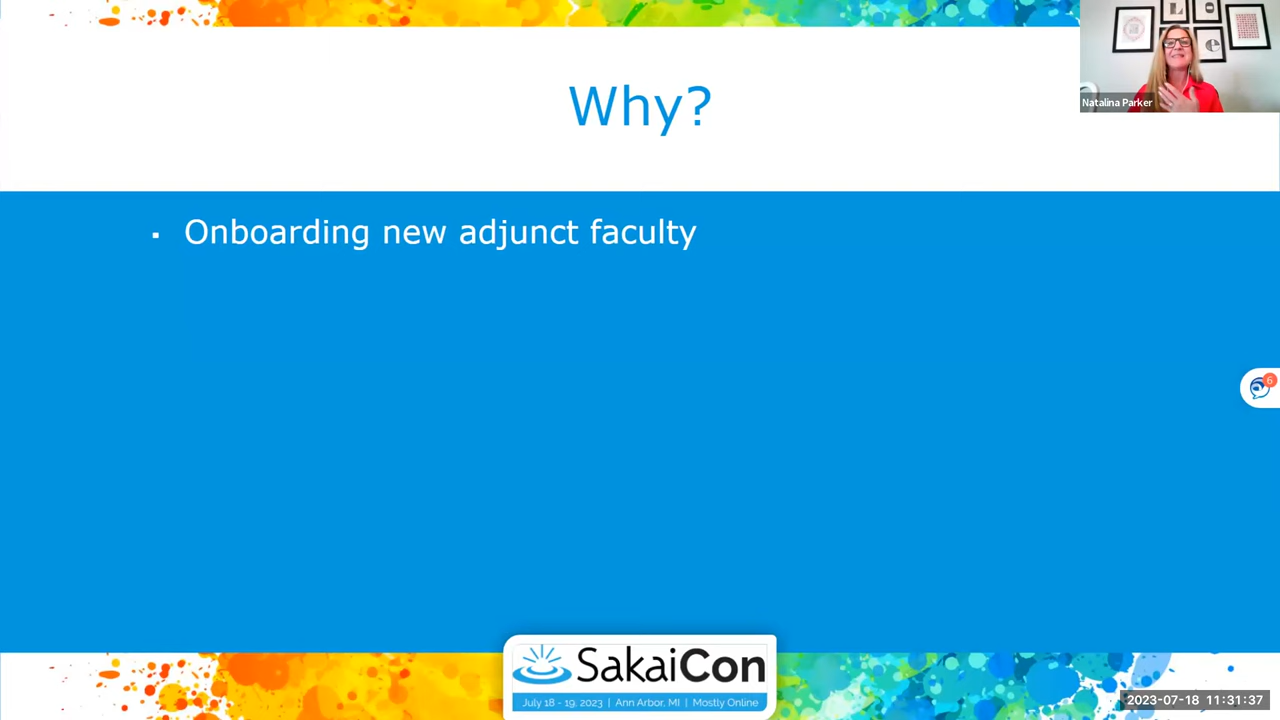 Why?
Natalina Parker
▪ Onboarding new adjunct faculty
6
SakaiCon
July 18 - 19, 2023 | Ann Arbor, MI | Mostly Online
2023-07-18 11:31:37